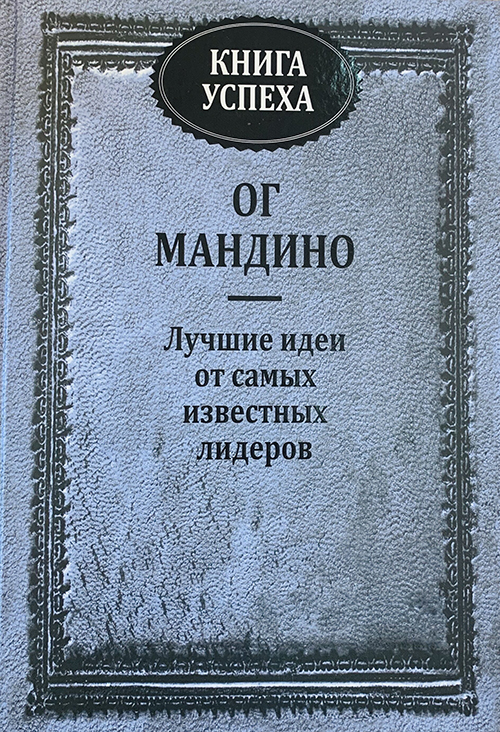 КНИГА
УСПЕХА
ОГ
МАНДИНО
Лучшие идеи
от самых
известных
лидеров